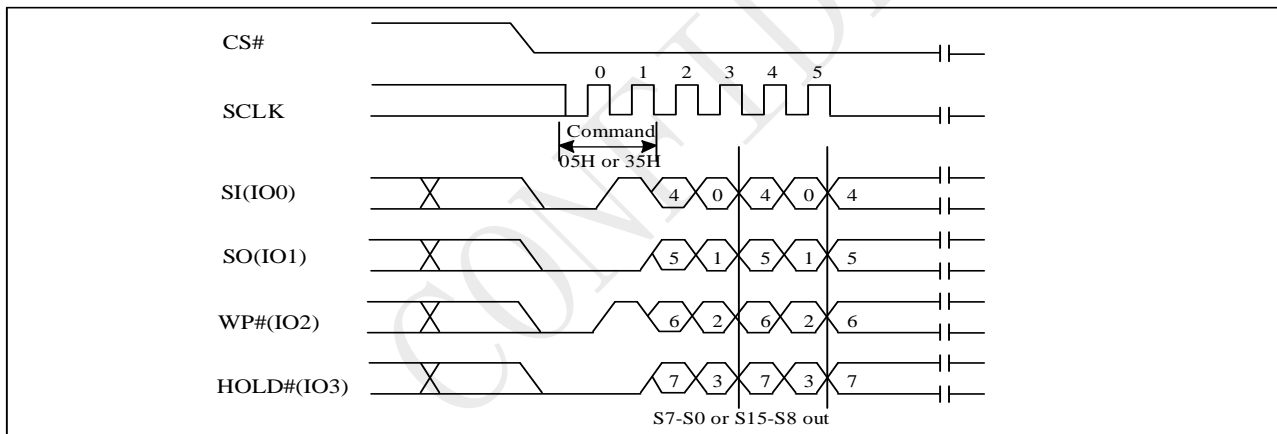 CS#
0 1 2 3 4 5
SCLK
Command
05H or 35H
SI(IO0) 4 0 4 0 4
SO(IO1) 5 1 5 1 5
WP#(IO2) 6 2 6 2 6
HOLD#(IO3) 7 3 7 3 7
S7-S0 or S15-S8 out